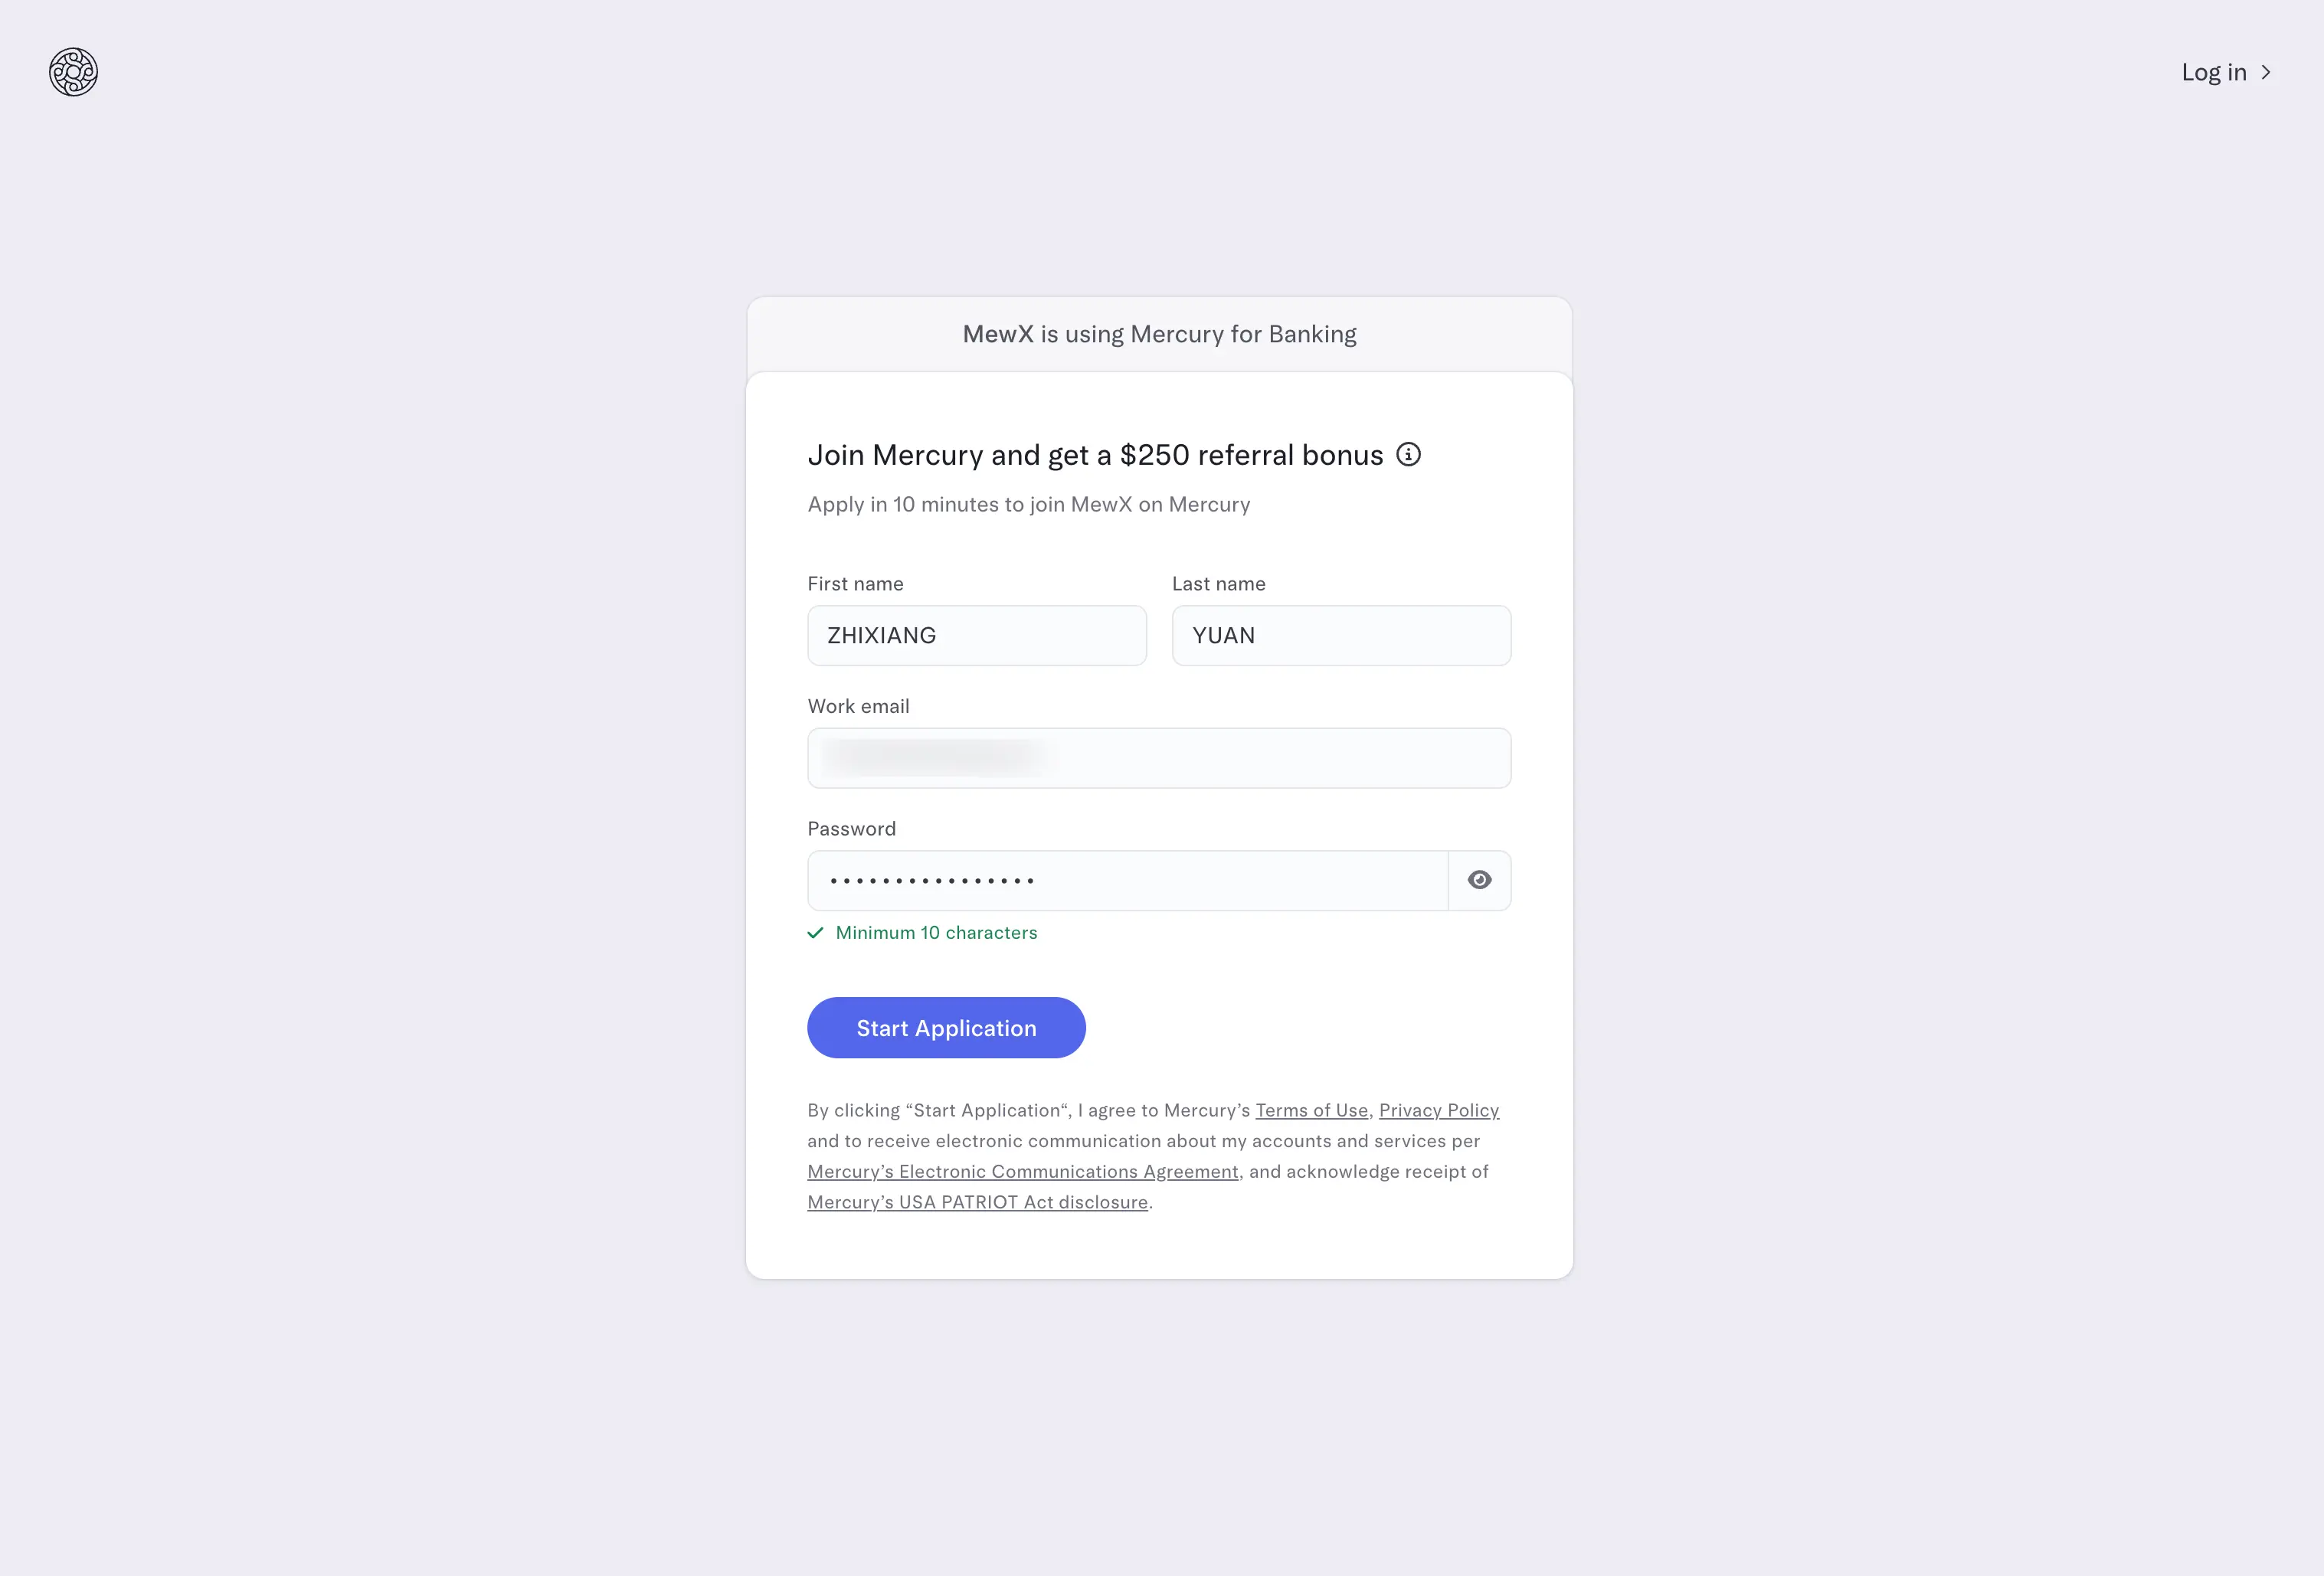 Log in
MewX is using Mercury for Banking
Join Mercury and get a $250 referral bonus
Apply in 10 minutes to join MewX on Mercury
First name
Last name
ZHIXIANG
YUAN
Work email
Password
••••••••••••••••
Minimum 10 characters
Start Application
By clicking “Start Application“, I agree to Mercury’s Terms of Use, Privacy Policy
and to receive electronic communication about my accounts and services per
Mercury’s Electronic Communications Agreement, and acknowledge receipt of
Mercury’s USA PATRIOT Act disclosure.